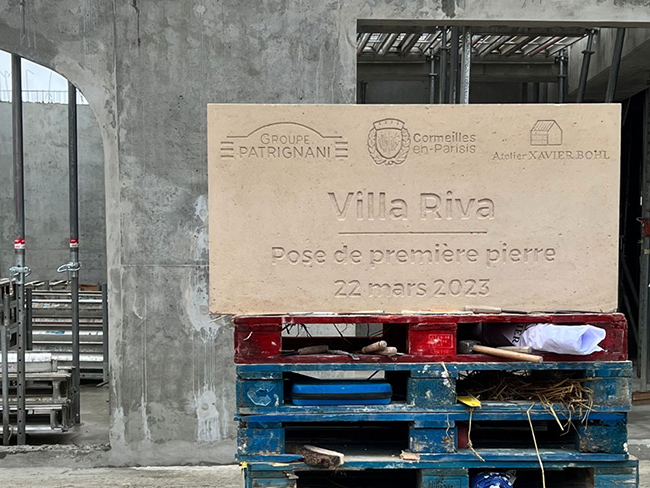 GROUPE
PATRIGNANI
Cormeilles
en-Parisis
Atelier XAVIER BOHL
Villa Riva
Pose de première pierre
22 mars 2023